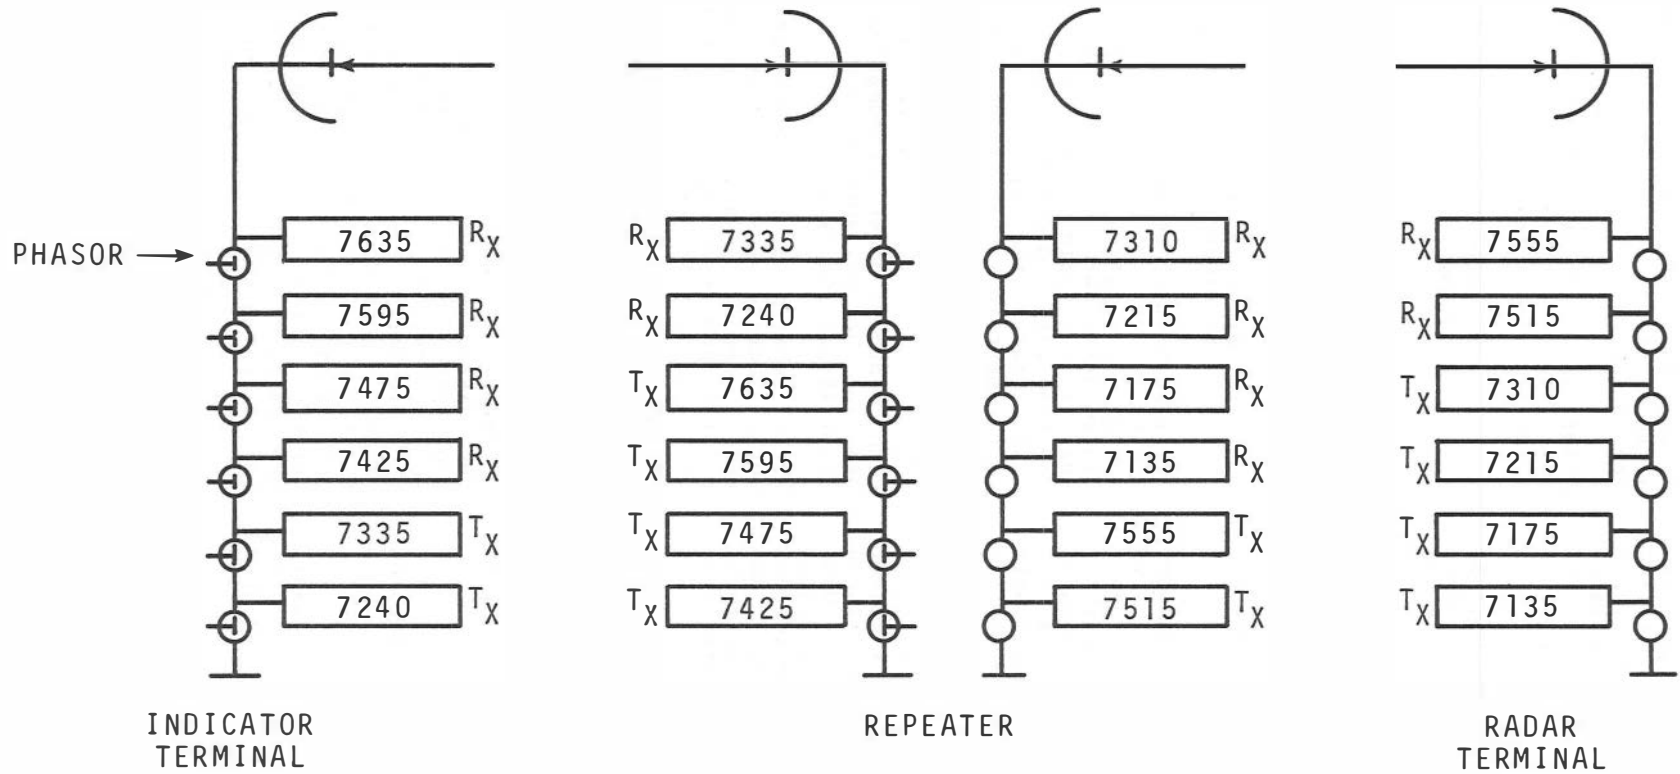 PHASOR
7635 RX
7595 RX
7475 RX
7425 RX
7335 TX
7240 TX
INDICATOR
TERMINAL
RX 7335
RX 7240
TX 7635
TX 7595
TX 7475
TX 7425
7310 RX
7215 RX
7175 RX
7135 RX
7555 TX
7515 TX
REPEATER
RX 7555
RX 7515
TX 7310
TX 7215
TX 7175
TX 7135
RADAR
TERMINAL